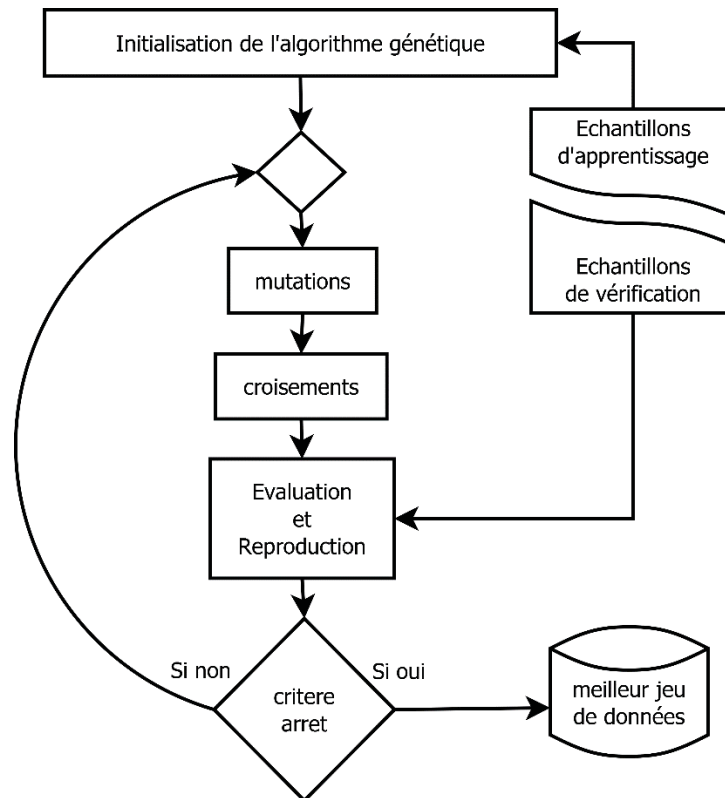 Initialisation de l'algorithme génétique
Echantillons
d'apprentissage
Echantillons
de vérification
mutations
croisements
Evaluation
et
Reproduction
Si non
critere
arret
Si oui
meilleur jeu
de données